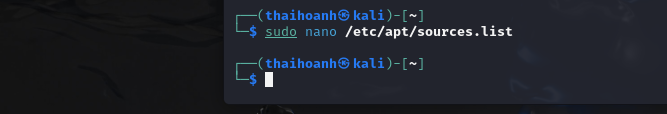 ┌──(thaihoanh㉿kali)-[~]
└─$ sudo nano /etc/apt/sources.list
┌──(thaihoanh㉿kali)-[~]
└─$